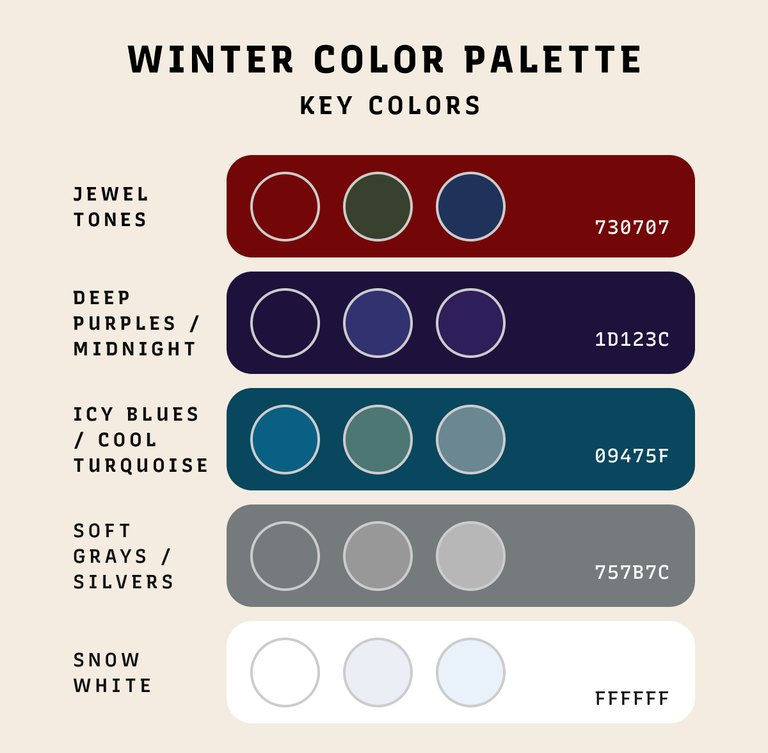 WINTER COLOR PALETTE
KEY COLORS
JEWEL
TONES
730707
DEEP
PURPLES /
MIDNIGHT
1D123C
ICY BLUES
/ COOL
TURQUOISE
09475F
SOFT
GRAYS /
SILVERS
757B7C
SNOW
WHITE
FFFFFF